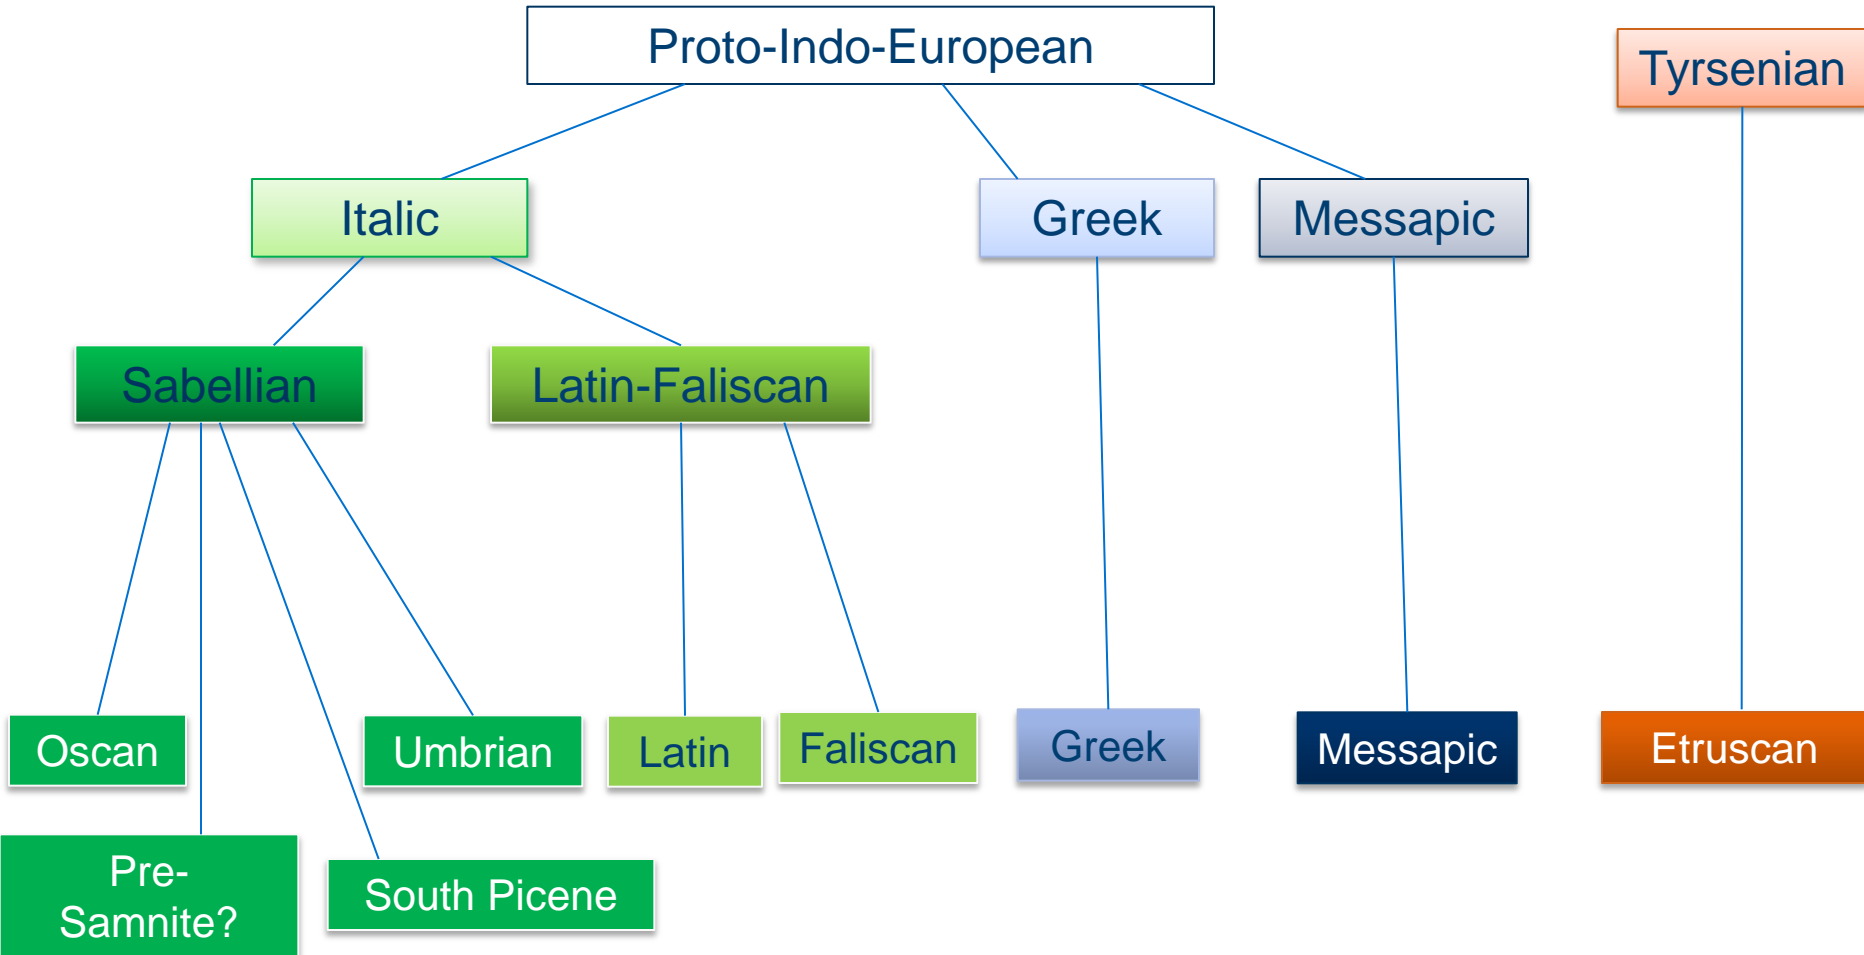 Proto-Indo-European
Tyrsenian
Italic
Greek
Messapic
Sabellian
Latin-Faliscan
Oscan
Umbrian
Latin
Faliscan
Greek
Messapic
Etruscan
Pre-
Samnite?
South Picene